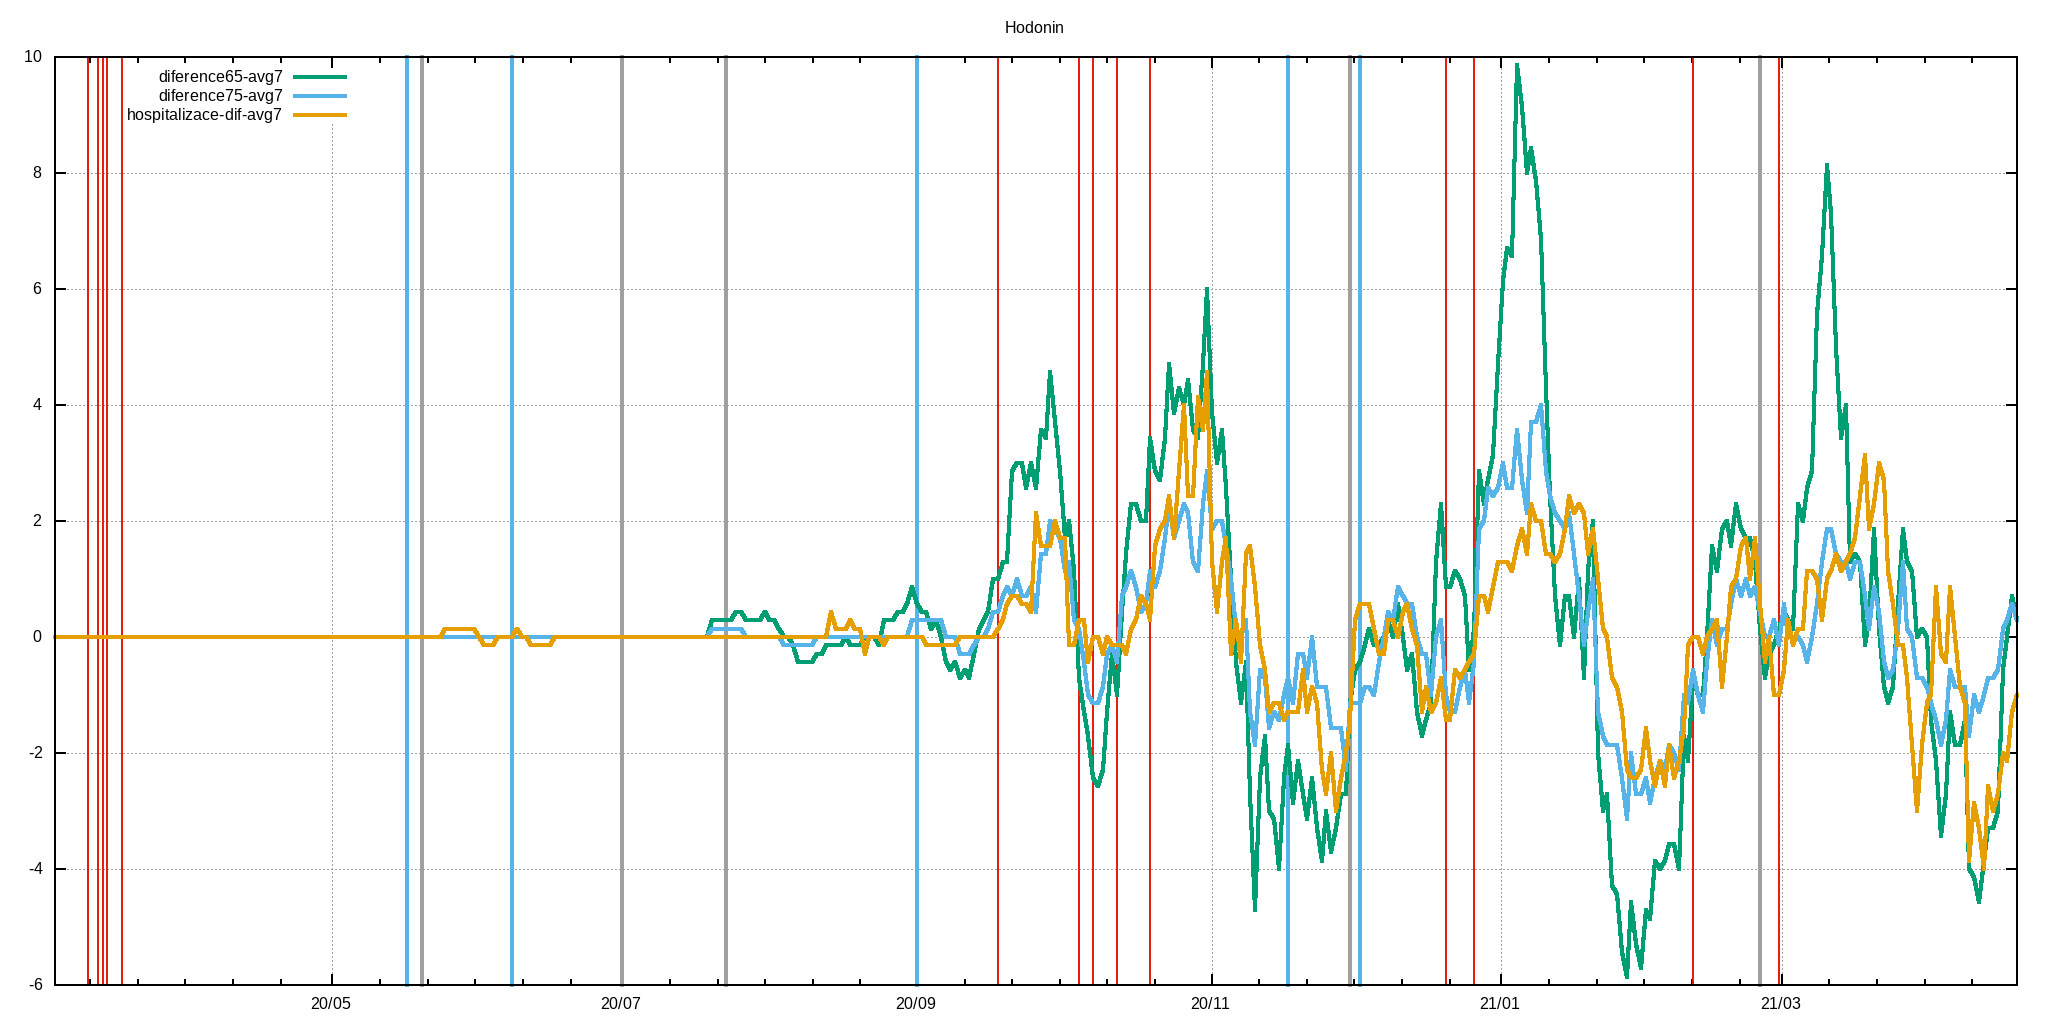 Hodonin
diference65-avg7
diference75-avg7
hospitalizace-dif-avg7
10
8
6
4
2
0
-2
-4
-6
20/05 20/07 20/09 20/11 21/01 21/03